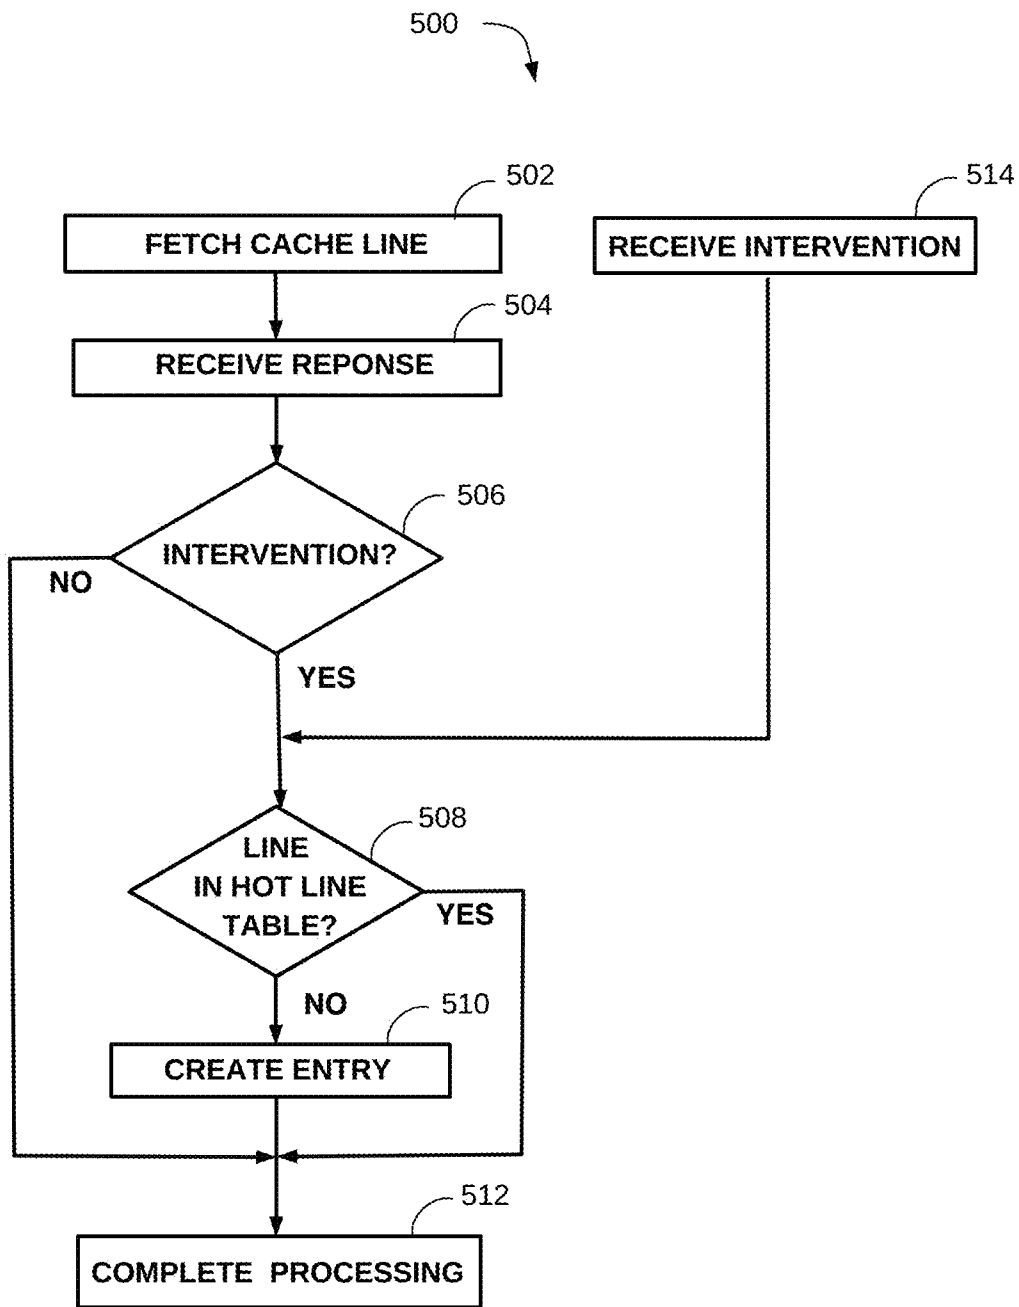 500
502
514
FETCH CACHE LINE
RECEIVE INTERVENTION
504
RECEIVE REPONSE
506
INTERVENTION?
NO
YES
508
LINE
IN HOT LINE
TABLE?
YES
NO
510
CREATE ENTRY
512
COMPLETE PROCESSING